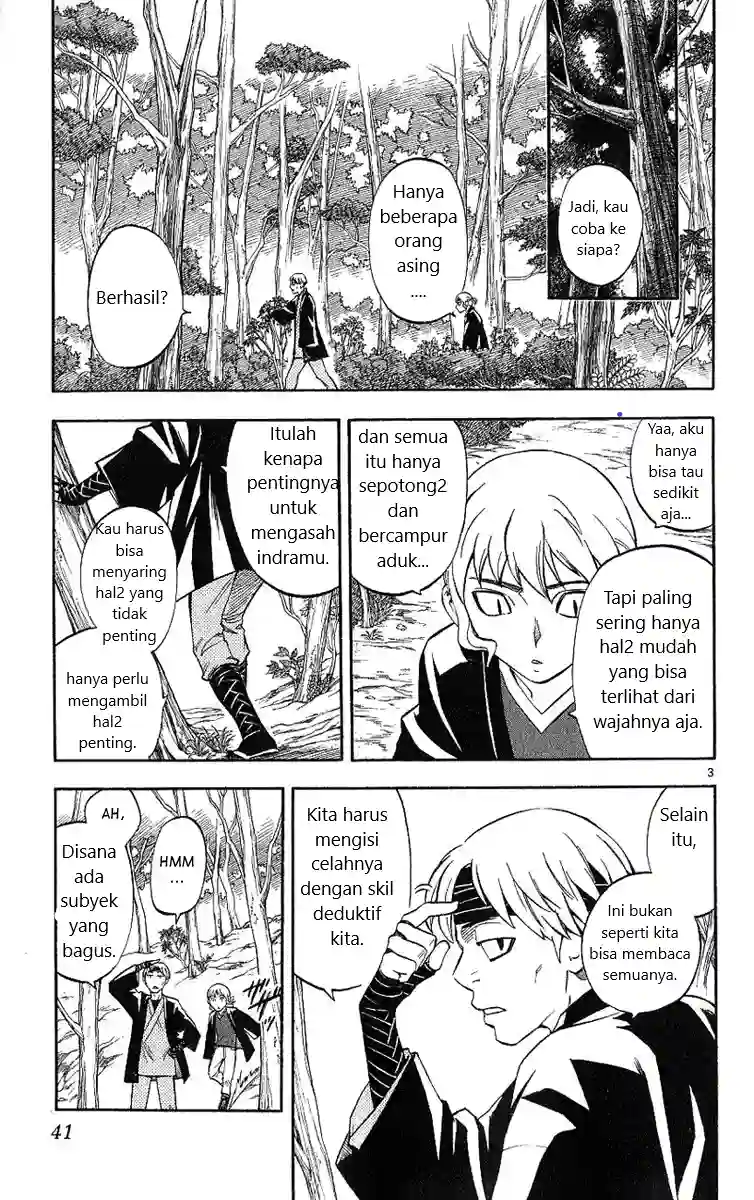 Jadi, kau
coba ke
siapa?
Hanya
beberapa
orang
asing
....
Berhasil?
Yaa, aku
hanya
bisa tau
sedikit
aja...
Tapi paling
sering hanya
hal2 mudah
yang bisa
terlihat dari
wajahnya aja.
dan semua
itu hanya
sepotong2
dan
bercampur
aduk...
Itulah
kenapa
pentingnya
untuk
mengasah
indramu.
Kau harus
bisa
menyaring
hal2 yang
tidak
penting
hanya perlu
mengambil
hal2
penting.
3
Selain
itu,
Ini bukan
seperti kita
bisa membaca
semuanya.
Kita harus
mengisi
celahnya
dengan skil
deduktif
kita.
HMM
...
AH,
Disana
ada
subyek
yang
bagus.
41